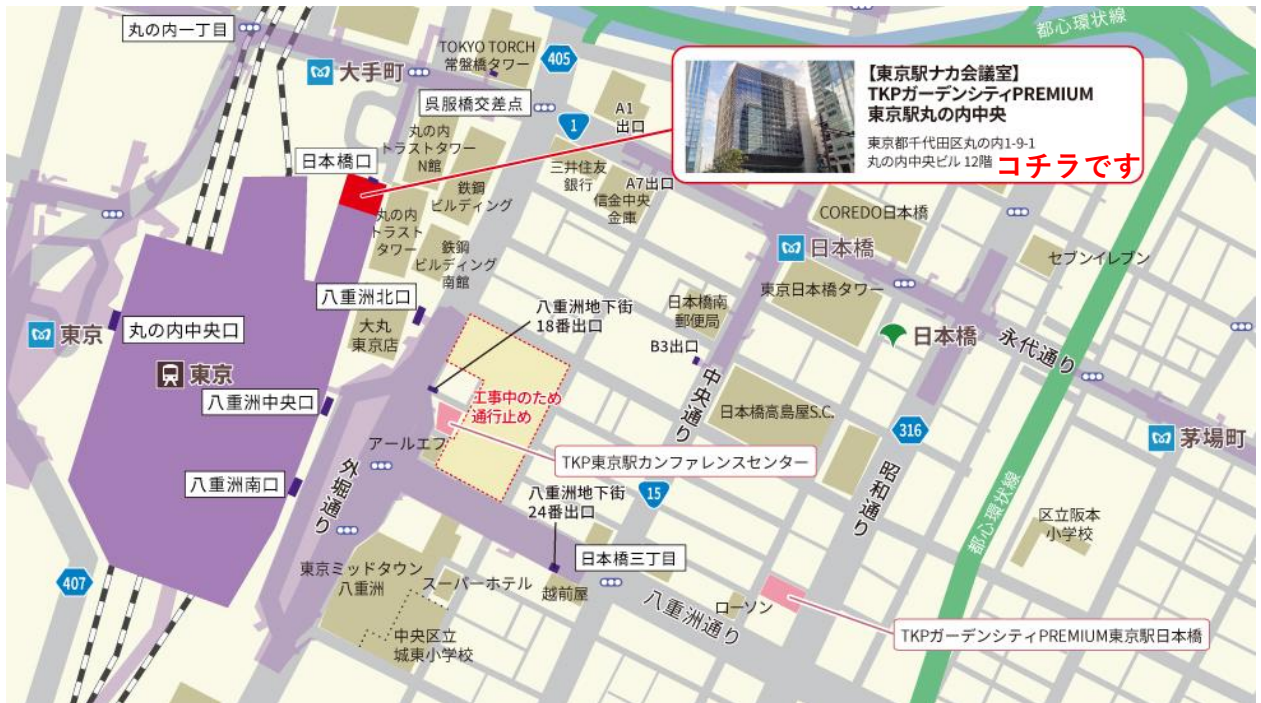 丸の内一丁目
都心環状線
TOKYO TORCH
常盤橋タワー
405
大手町
呉服橋交差点
A1
出口
1
【東京駅ナカ会議室】
TKPガーデンシティPREMIUM
東京駅丸の内中央
東京都千代田区丸の内1-9-1
丸の内中央ビル 12階
コチラです
丸の内
トラストタワー
N館
日本橋口
三井住友
銀行
A7出口
信金中央
金庫
鉄鋼
ビルディング
COREDO日本橋
丸の内
トラスト
タワー
日本橋
鉄鋼
ビルディング
南館
セブンイレブン
東京日本橋タワー
八重洲北口
八重洲地下街
18番出口
日本橋南
郵便局
東京
丸の内中央口
大丸
東京店
日本橋
永代通り
B3出口
東京
中央通り
八重洲中央口
工事中のため
通行止め
日本橋高島屋S.C.
316
茅場町
アールエフ
TKP東京駅カンファレンスセンター
外堀通り
八重洲南口
八重洲地下街
24番出口
15
昭和通り
都心環状線
区立阪本
小学校
日本橋三丁目
407
東京ミッドタウン
八重洲
スーパーホテル
越前屋
八重洲通り
ローソン
中央区立
城東小学校
TKPガーデンシティPREMIUM東京駅日本橋